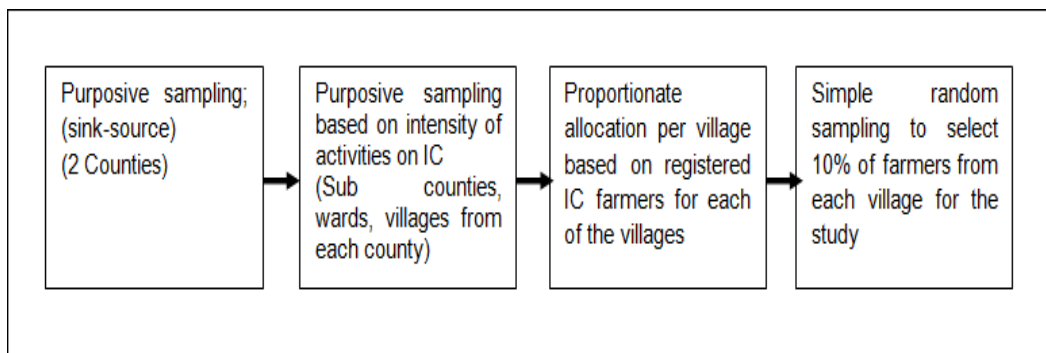 Purposive sampling;
(sink-source)
(2 Counties)
Purposive sampling
based on intensity of
activities on IC
(Sub counties,
wards, villages from
each county)
Proportionate
allocation per village
based on registered
IC farmers for each
of the villages
Simple random
sampling to select
10% of farmers from
each village for the
study